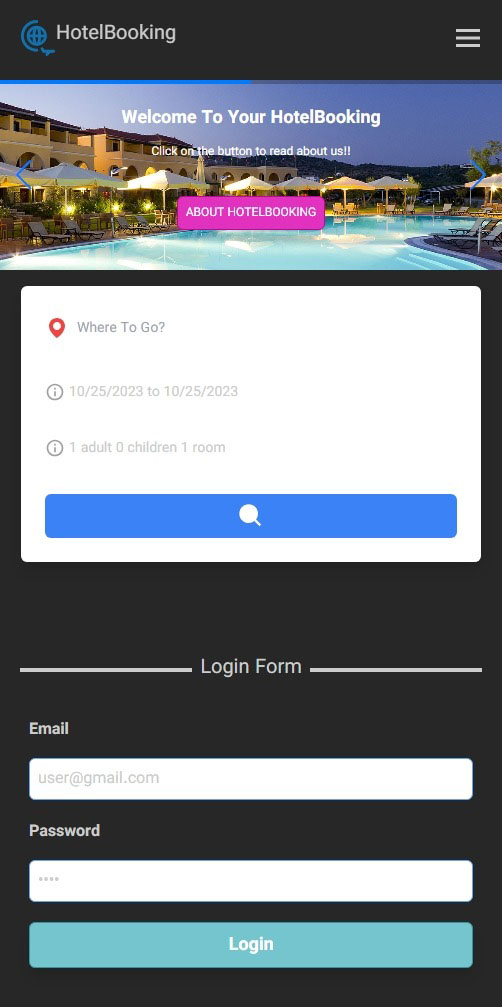 HotelBooking
Welcome To Your HotelBooking
Click on the button to read about us!!
ABOUT HOTELBOOKING
Where To Go?
10/25/2023 to 10/25/2023
1 adult 0 children 1 room
Login Form
Email
user@gmail.com
Password
••••
Login